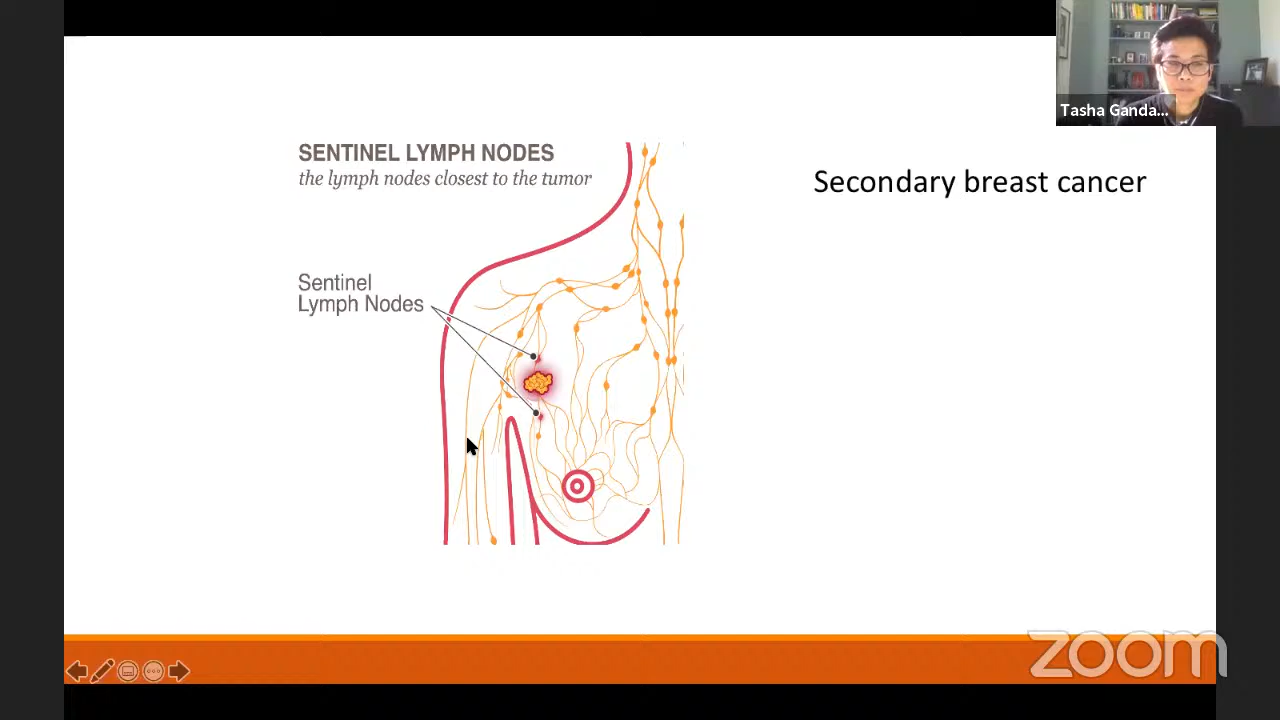 Tasha Ganda...
SENTINEL LYMPH NODES
the lymph nodes closest to the tumor
Secondary breast cancer
Sentinel
Lymph Nodes
zoom